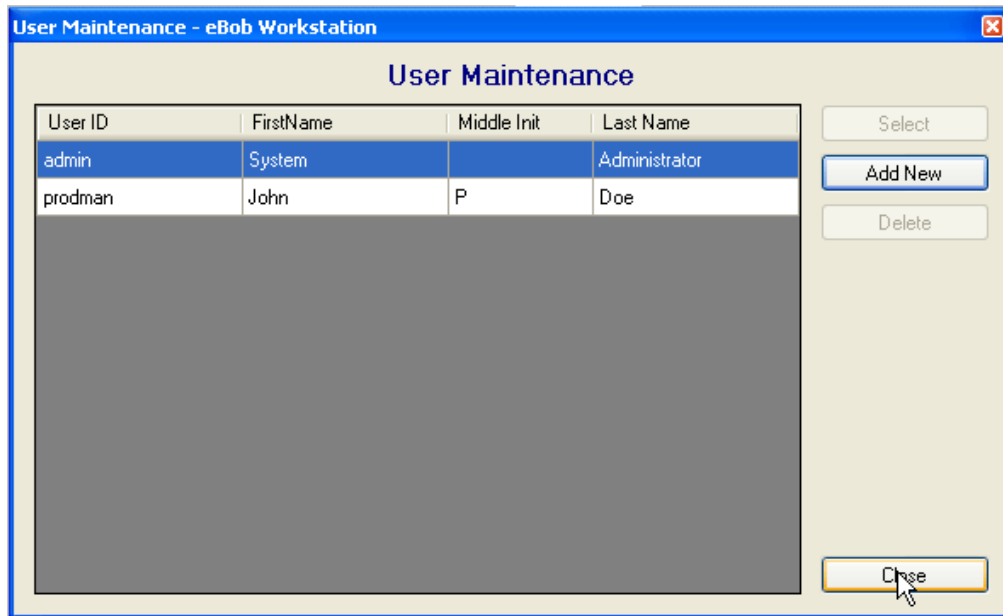 User Maintenance - eBob Workstation
User Maintenance
User ID FirstName Middle Init Last Name
admin System Administrator
prodman John P Doe
Select
Add New
Delete
Close